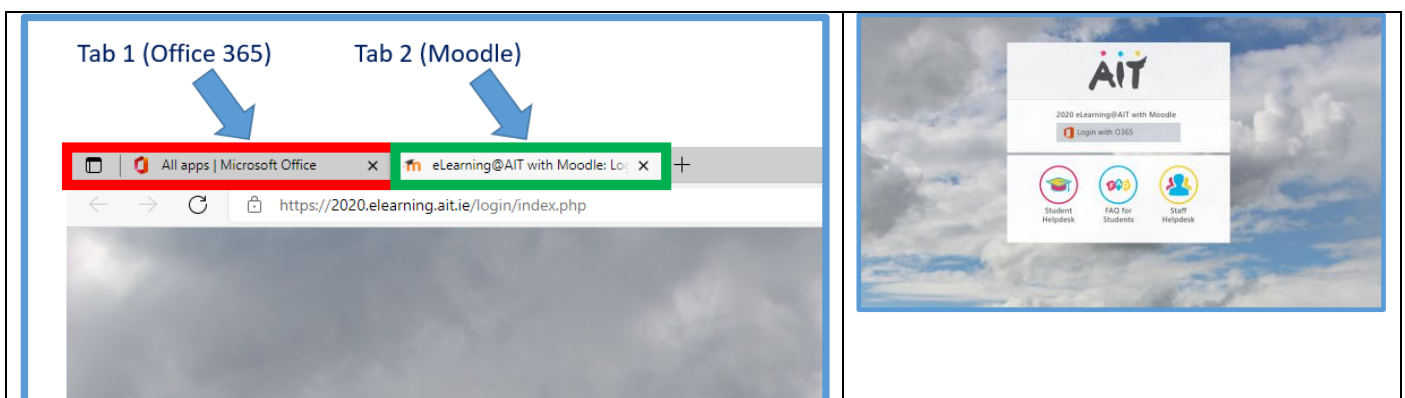 Tab 1 (Office 365) Tab 2 (Moodle)
All apps | Microsoft Office eLearning@AIT with Moodle: Log
https://2020.elearning.ait.ie/login/index.php
AIT
2020 eLearning@AIT with Moodle
Login with O365
Student Helpdesk
FAQ for Students
Staff Helpdesk